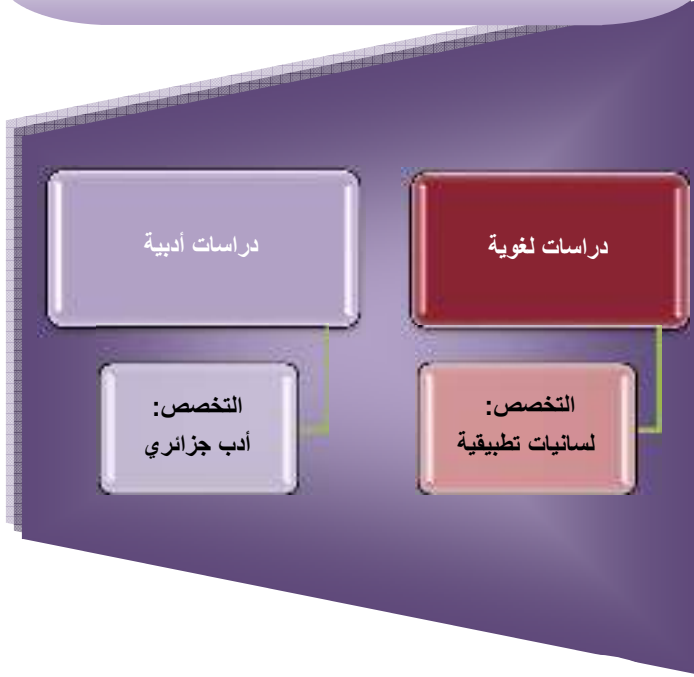 دراسات لغوية
دراسات أدبية
التخصص:
لسانيات تطبيقية
التخصص:
أدب جزائري